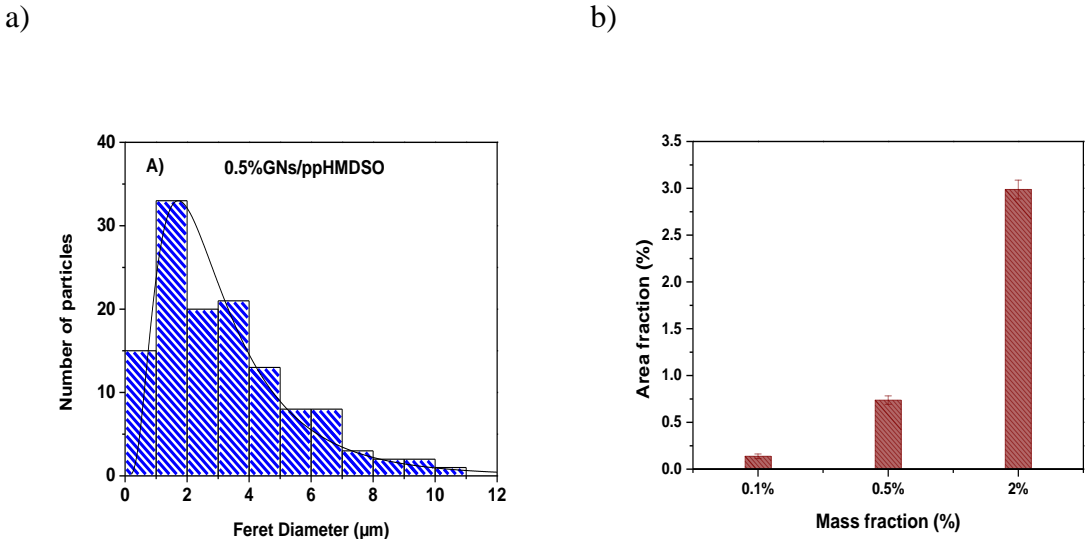 a)
b)
A)
0.5%GNs/ppHMDSO
40
30
20
10
0
Number of particles
0 2 4 6 8 10 12
Feret Diameter (µm)
3.5
3.0
2.5
2.0
1.5
1.0
0.5
0.0
Area fraction (%)
0.1% 0.5% 2%
Mass fraction (%)